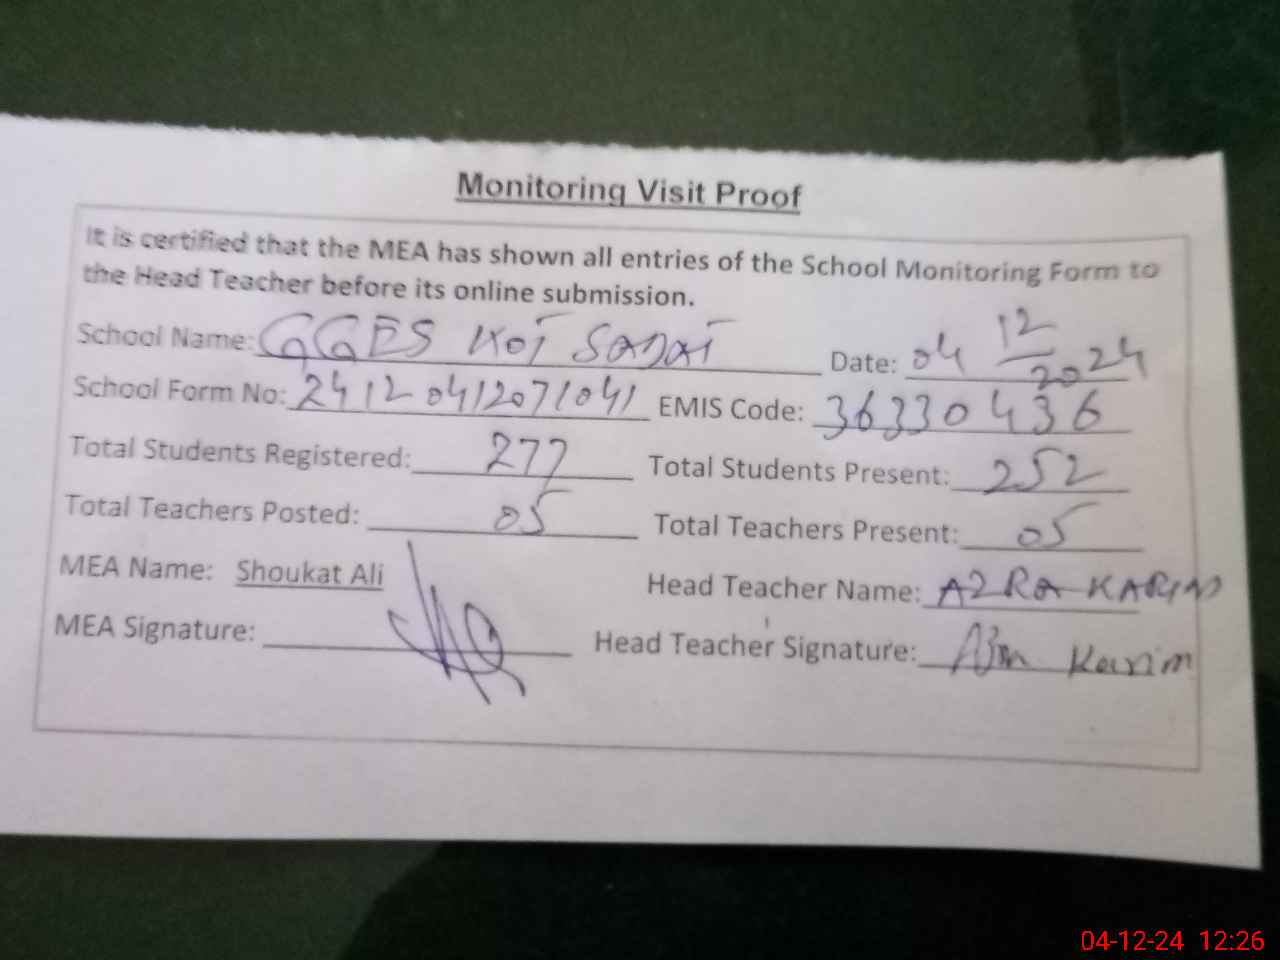 Monitoring Visit Proof
It is certified that the MEA has shown all entries of the School Monitoring Form to
the Head Teacher before its online submission.
School Name: GGES Kot Sadat Date: 04 12 2024
School Form No: 2412041207104​1 EMIS Code: 36330436
Total Students Registered: 277 Total Students Present: 252
Total Teachers Posted: 05 Total Teachers Present: 05
MEA Name: Shoukat Ali Head Teacher Name: AZRA KARIM
MEA Signature: Head Teacher Signature: Karim
04-12-24 12:26